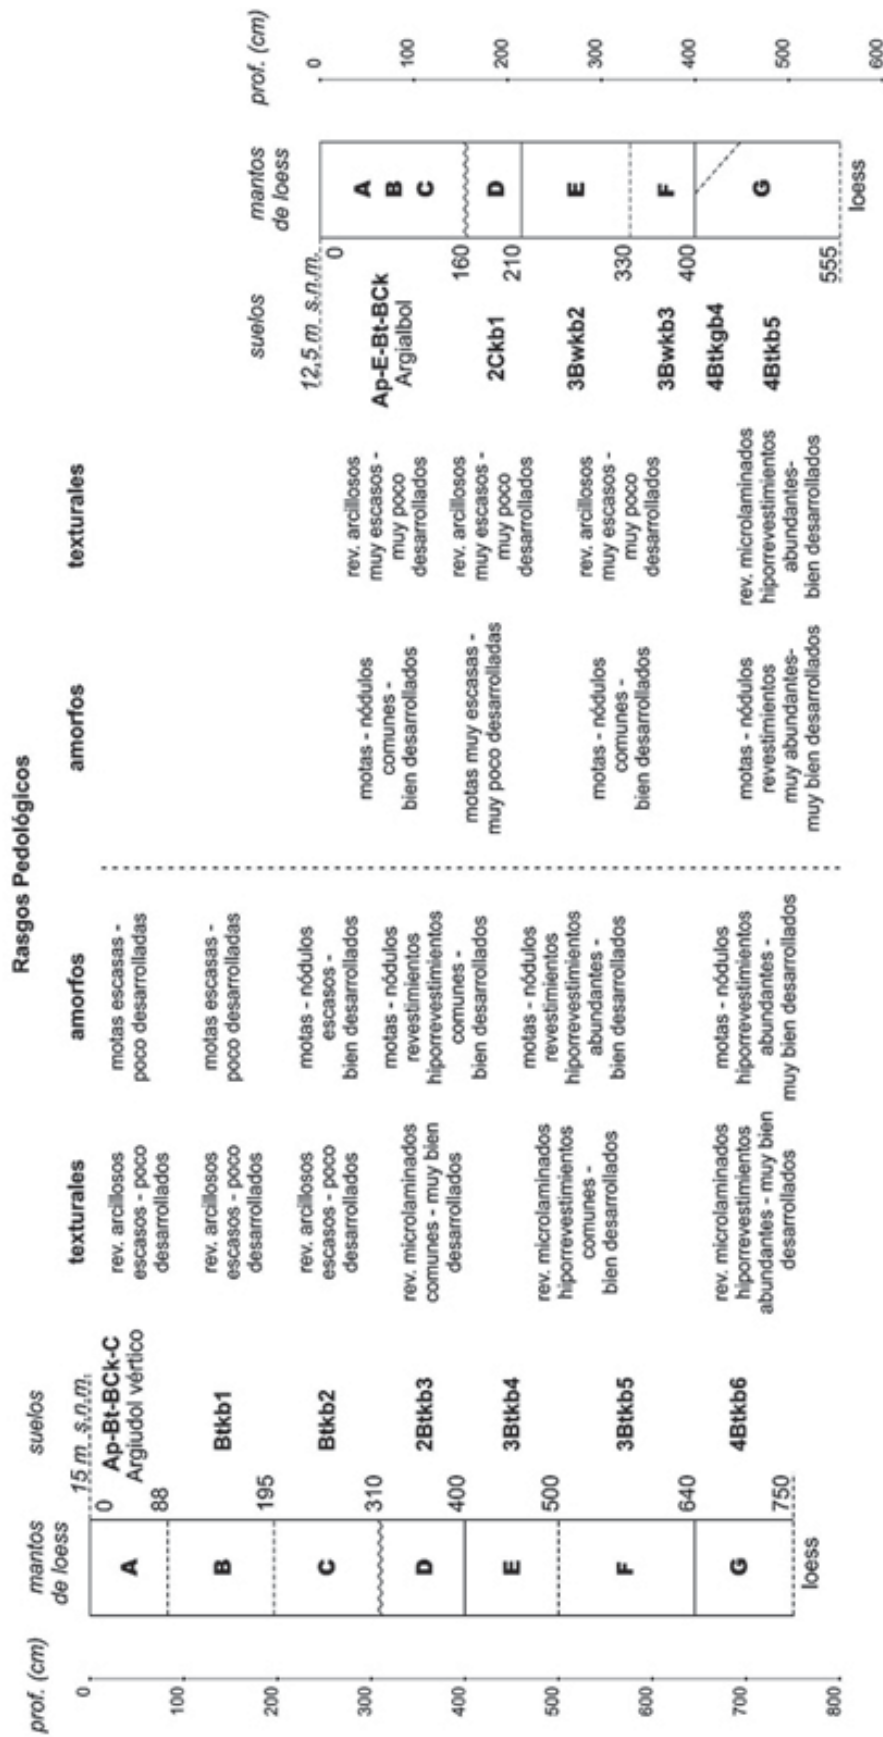 Rasgos Pedológicos
prof. (cm)
mantos
de loess
suelos
texturales
amorfos
amorfos
texturales
suelos
mantos
de loess
prof. (cm)
0
100
200
300
400
500
600
700
800
A
B
C
D
E
F
G
loess
15 m s.n.m.
0
88
195
310
400
500
640
750
Ap-Bt-BCk-C
Argiudol vértico
Btkb1
Btkb2
2Btkb3
3Btkb4
3Btkb5
4Btkb6
rev. arcillosos
escasos - poco
desarrollados
rev. arcillosos
escasos - poco
desarrollados
rev. arcillosos
escasos - poco
desarrollados
rev. microlaminados
comunes - muy bien
desarrollados
rev. microlaminados
hiporrevestimientos
comunes -
bien desarrollados
rev. microlaminados
hiporrevestimientos
abundantes - muy bien
desarrollados
motas escasas -
poco desarrolladas
motas escasas -
poco desarrolladas
motas - nódulos
escasos -
bien desarrollados
motas - nódulos
revestimientos
hiporrevestimientos
comunes -
bien desarrollados
motas - nódulos
revestimientos
hiporrevestimientos
abundantes -
bien desarrollados
motas - nódulos
hiporrevestimientos
abundantes -
muy bien desarrollados
motas - nódulos
comunes -
bien desarrollados
motas muy escasas -
muy poco desarrolladas
motas - nódulos
comunes -
bien desarrollados
motas - nódulos
revestimientos
muy abundantes-
muy bien desarrollados
rev. arcillosos
muy escasos -
muy poco
desarrollados
rev. arcillosos
muy escasos -
muy poco
desarrollados
rev. arcillosos
muy escasos -
muy poco
desarrollados
rev. microlaminados
hiporrevestimientos
abundantes-
bien desarrollados
12,5 m s.n.m.
Ap-E-Bt-BCk
Argialbol
2Ckb1
3Bwkb2
3Bwkb3
4Btkgb4
4Btkb5
0
160
210
330
400
555
A
B
C
D
E
F
G
loess
0
100
200
300
400
500
600